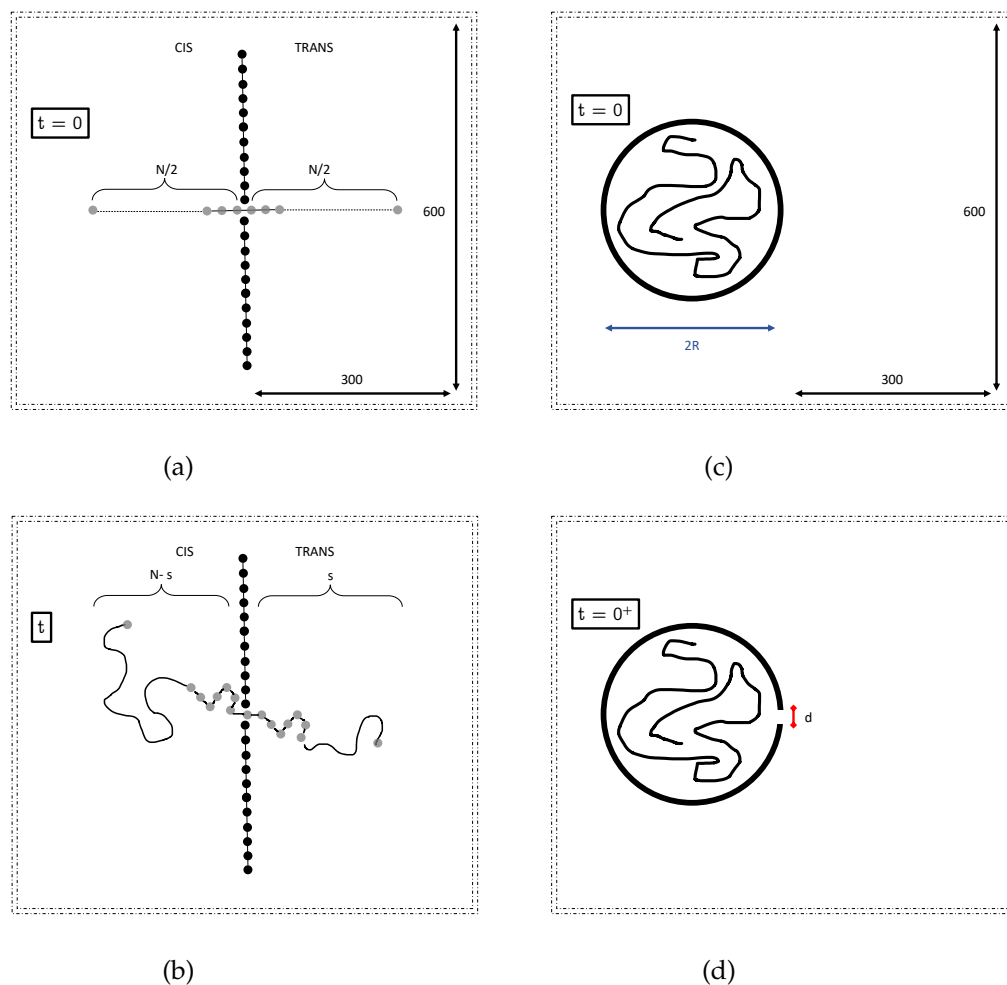 CIS TRANS
t = 0
N/2 N/2
600
300
(a)
t = 0
600
2R
300
(c)
CIS TRANS
N- s s
t
(b)
t = 0⁺
d
(d)